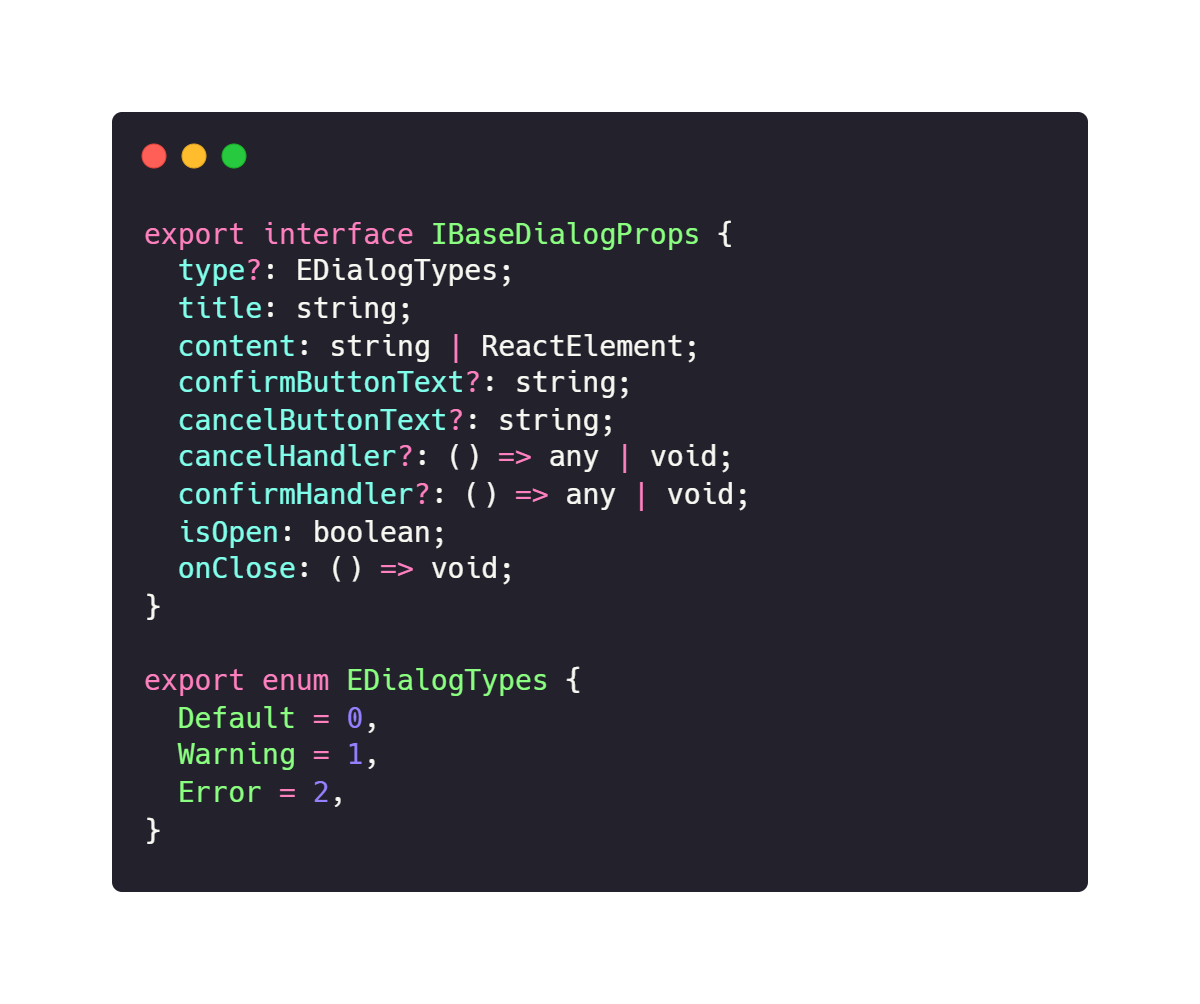 export interface IBaseDialogProps {
  type?: EDialogTypes;
  title: string;
  content: string | ReactElement;
  confirmButtonText?: string;
  cancelButtonText?: string;
  cancelHandler?: () => any | void;
  confirmHandler?: () => any | void;
  isOpen: boolean;
  onClose: () => void;
}

export enum EDialogTypes {
  Default = 0,
  Warning = 1,
  Error = 2,
}